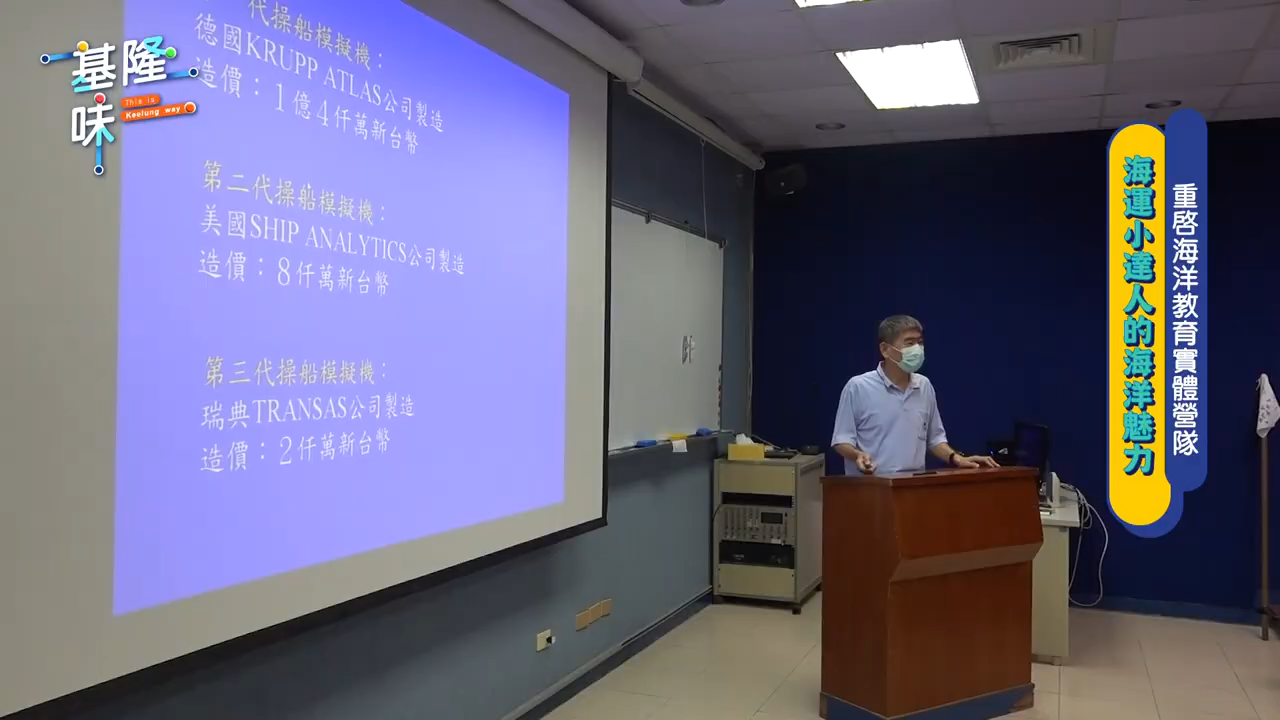 基隆味
This is
Keelung way
代操船模擬機：
德國KRUPP ATLAS公司製造
造價：1億4仟萬新台幣
第二代操船模擬機：
美國SHIP ANALYTICS公司製造
造價：8仟萬新台幣
第三代操船模擬機：
瑞典TRANSAS公司製造
造價：2仟萬新台幣
重啓海洋教育實體營隊
海運小達人的海洋魅力